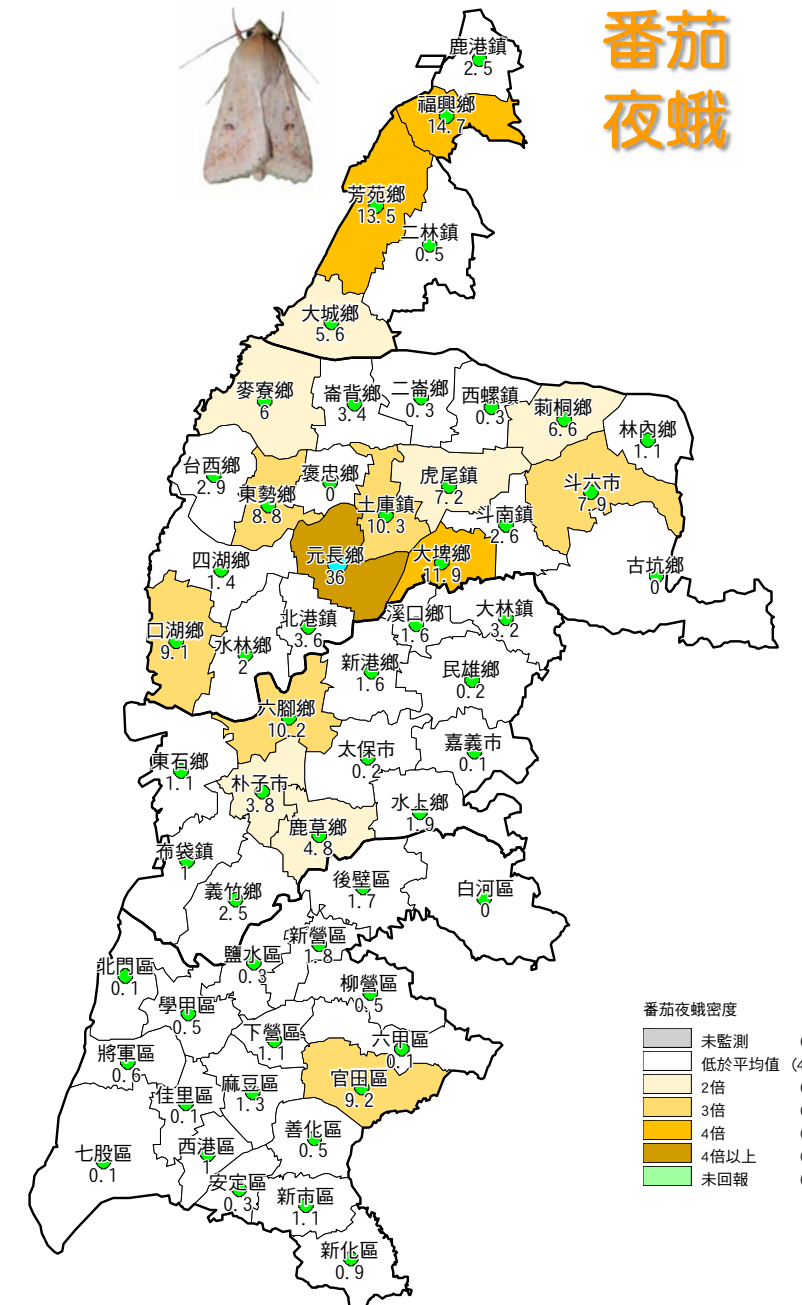 番茄
夜蛾
鹿港鎮
2.5
福興鄉
14.7
芳苑鄉
13.5
二林鎮
0.5
大城鄉
5.6
麥寮鄉
6
崙背鄉
3.4
二崙鄉
0.3
西螺鎮
0.3
莿桐鄉
6.6
林內鄉
1.1
台西鄉
2.9
東勢鄉
8.8
褒忠鄉
0
土庫鎮
10.3
虎尾鎮
7.2
斗南鎮
2.6
斗六市
7.9
四湖鄉
1.4
元長鄉
36
大埤鄉
11.9
古坑鄉
0
口湖鄉
9.1
水林鄉
2
北港鎮
3.6
溪口鄉
1.6
大林鎮
3.2
新港鄉
1.6
民雄鄉
0.2
六腳鄉
10.2
東石鄉
1.1
太保市
0.2
嘉義市
0.1
朴子市
3.8
鹿草鄉
4.8
水上鄉
1.9
布袋鎮
1
義竹鄉
2.5
後壁區
1.7
白河區
0
新營區
1.8
鹽水區
0.3
北門區
0.1
柳營區
0.5
學甲區
0.5
下營區
1.1
六甲區
0.1
將軍區
0.6
佳里區
0.1
麻豆區
1.3
官田區
9.2
七股區
0.1
西港區
1
善化區
0.5
安定區
0.3
新市區
1.1
新化區
0.9
番茄夜蛾密度
未監測
低於平均值 (4
2倍
3倍
4倍
4倍以上
未回報